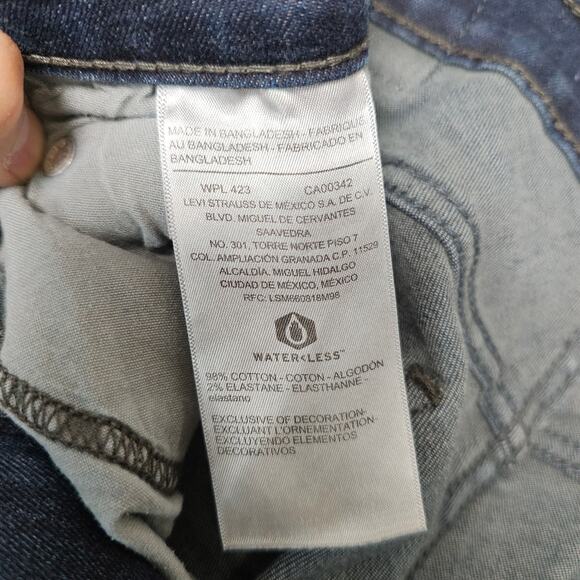 MADE IN BANGLADESH - FABRIQUE
AU BANGLADESH - FABRICADO EN
BANGLADESH
WPL 423 CA00342
LEVI STRAUSS DE MÉXICO S.A. DE C.V.
BLVD. MIGUEL DE CERVANTES
SAAVEDRA
NO. 301, TORRE NORTE PISO 7
COL. AMPLIACIÓN GRANADA C.P. 11529
ALCALDÍA. MIGUEL HIDALGO
CIUDAD DE MÉXICO, MÉXICO
RFC: LSM660818M98
WATER<LESS™
98% COTTON - COTON - ALGODÓN
2% ELASTANE - ELASTHANNE -
elastano
EXCLUSIVE OF DECORATION-
EXCLUANT L'ORNEMENTATION-
EXCLUYENDO ELEMENTOS
DECORATIVOS